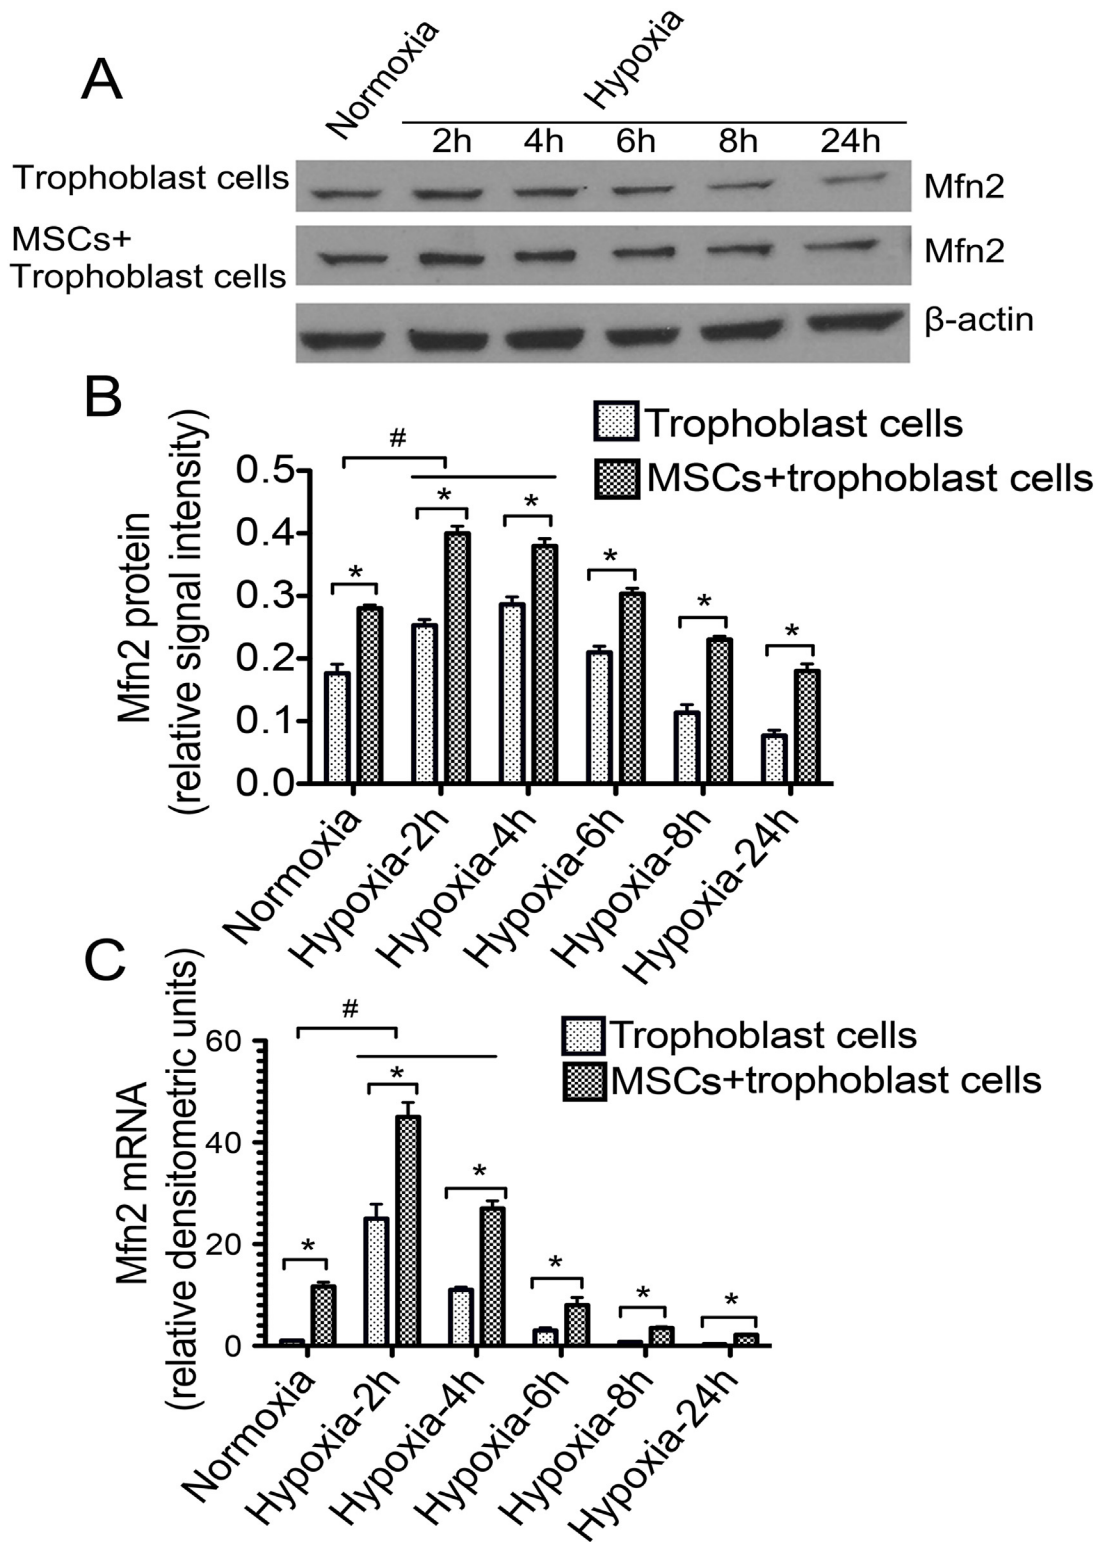 A
Normoxia
Hypoxia
2h 4h 6h 8h 24h
Trophoblast cells
Mfn2
MSCs+
Trophoblast cells
Mfn2
β-actin
B
Trophoblast cells
MSCs+trophoblast cells
Mfn2 protein
(relative signal intensity)
0.5
0.4
0.3
0.2
0.1
0.0
#
* * * * * *
Normoxia
Hypoxia-2h
Hypoxia-4h
Hypoxia-6h
Hypoxia-8h
Hypoxia-24h
C
Trophoblast cells
MSCs+trophoblast cells
Mfn2 mRNA
(relative densitometric units)
60
40
20
0
#
* * * * * *
Normoxia
Hypoxia-2h
Hypoxia-4h
Hypoxia-6h
Hypoxia-8h
Hypoxia-24h